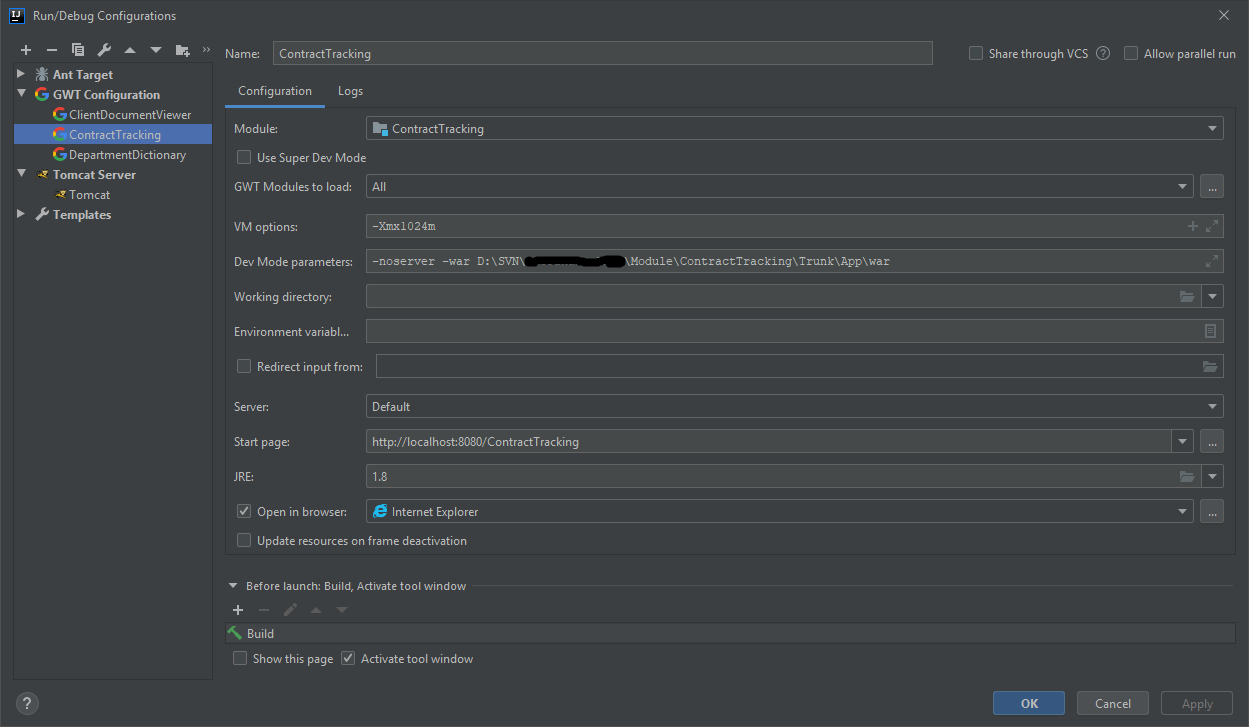 Run/Debug Configurations
Name: ContractTracking
Share through VCS
Allow parallel run
Ant Target
GWT Configuration
ClientDocumentViewer
ContractTracking
DepartmentDictionary
Tomcat Server
Tomcat
Templates
Configuration Logs
Module: ContractTracking
Use Super Dev Mode
GWT Modules to load: All ...
VM options: -Xmx1024m
Dev Mode parameters: -noserver -war D:\SVN\ \Module\ContractTracking\Trunk\App\war
Working directory:
Environment variabl...
Redirect input from:
Server: Default
Start page: http://localhost:8080/ContractTracking ...
JRE: 1.8
Open in browser: Internet Explorer ...
Update resources on frame deactivation
Before launch: Build, Activate tool window
Build
Show this page Activate tool window
? OK Cancel Apply